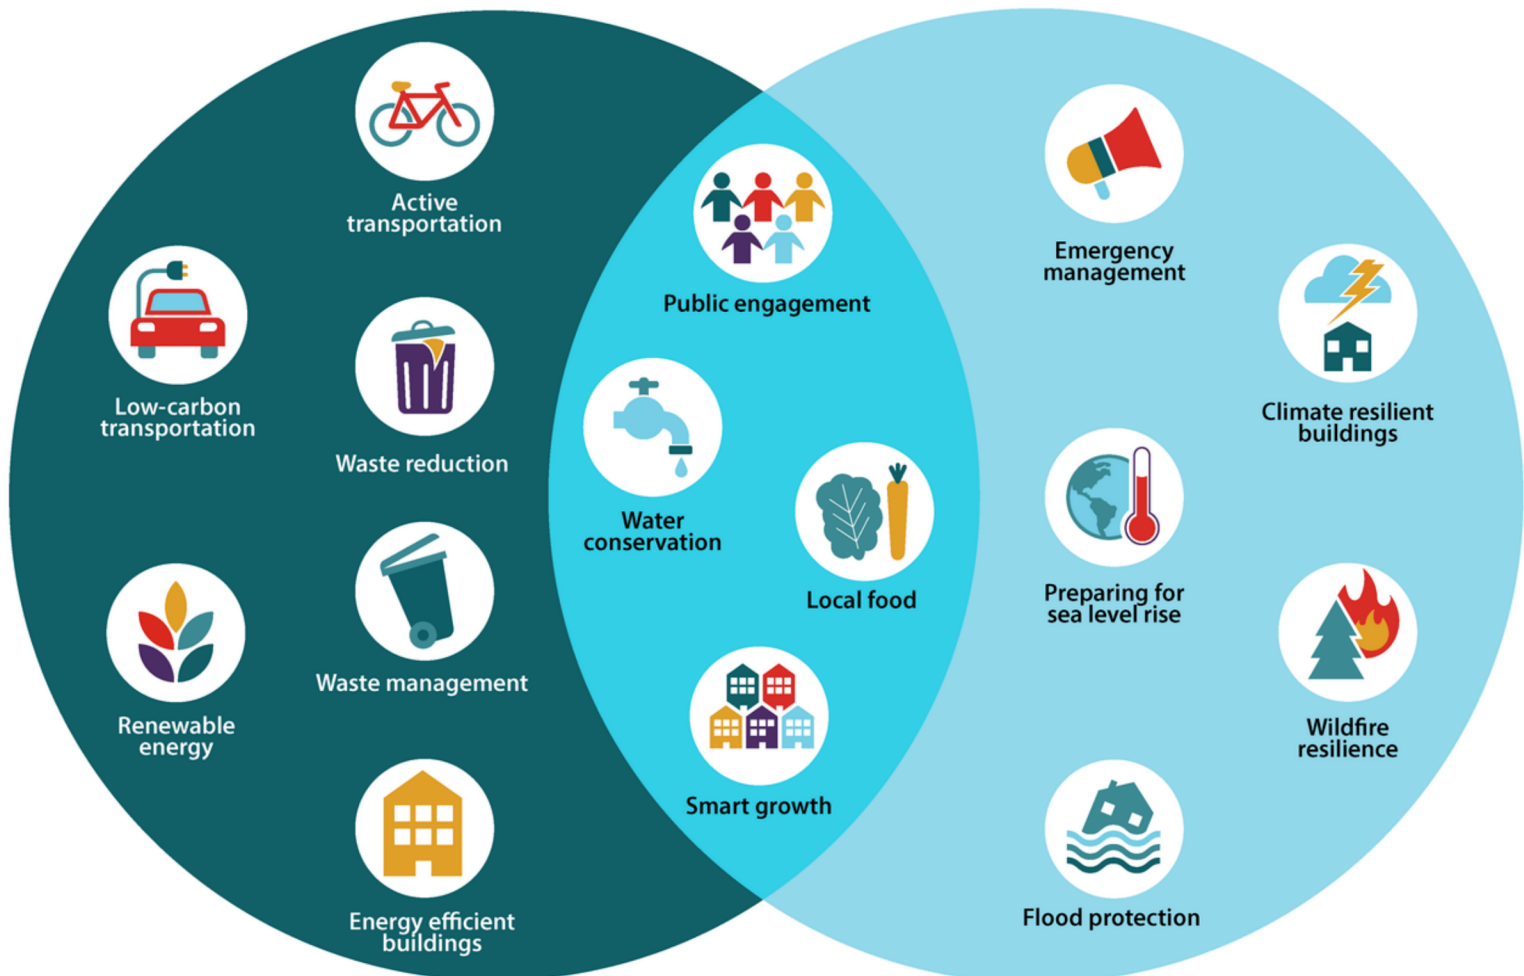 Active
transportation
Low-carbon
transportation
Waste reduction
Waste management
Renewable
energy
Energy efficient
buildings
Public engagement
Water
conservation
Local food
Smart growth
Emergency
management
Climate resilient
buildings
Preparing for
sea level rise
Wildfire
resilience
Flood protection